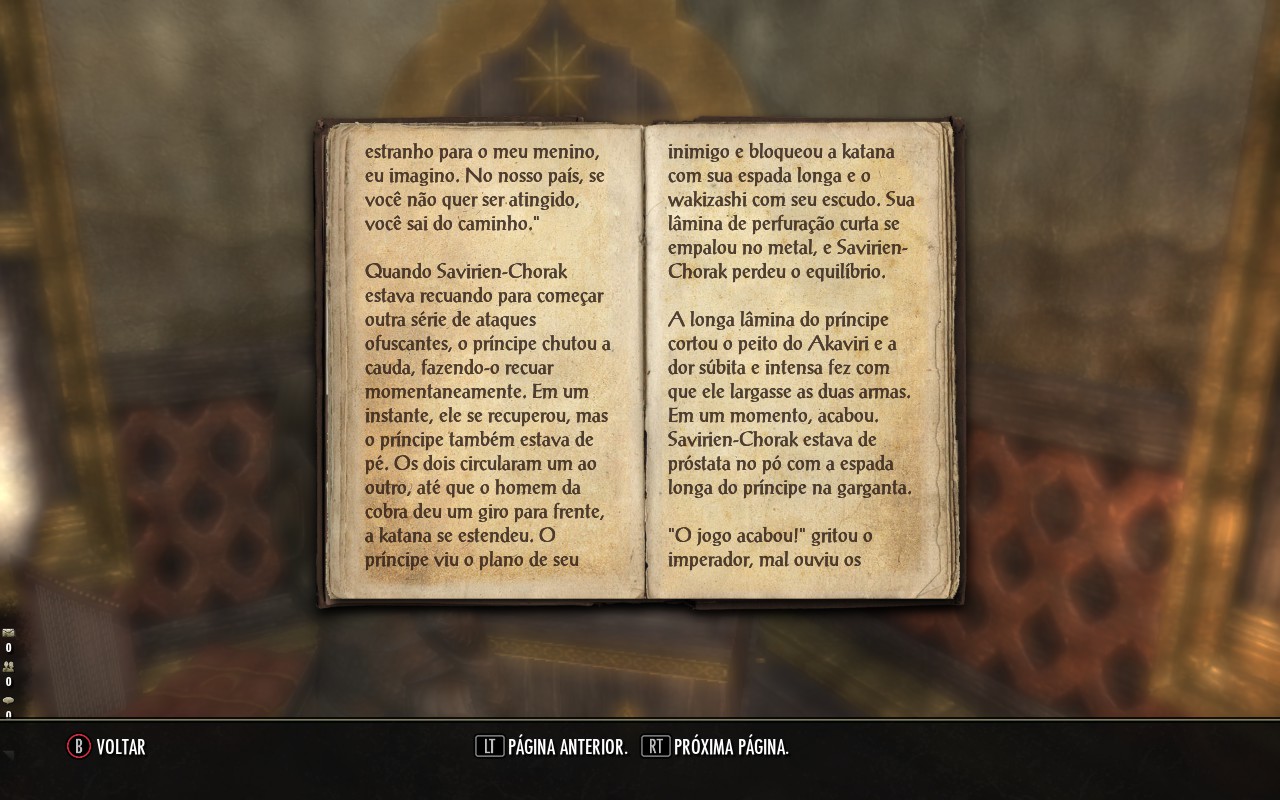 estranho para o meu menino,
eu imagino. No nosso país, se
você não quer ser atingido,
você sai do caminho."
Quando Savirien-Chorak
estava recuando para começar
outra série de ataques
ofuscantes, o príncipe chutou a
cauda, fazendo-o recuar
momentaneamente. Em um
instante, ele se recuperou, mas
o príncipe também estava de
pé. Os dois circularam um ao
outro, até que o homem da
cobra deu um giro para frente,
a katana se estendeu. O
príncipe viu o plano de seu
inimigo e bloqueou a katana
com sua espada longa e o
wakizashi com seu escudo. Sua
lâmina de perfuração curta se
empalou no metal, e Savirien-
Chorak perdeu o equilíbrio.
A longa lâmina do príncipe
cortou o peito do Akaviri e a
dor súbita e intensa fez com
que ele largasse as duas armas.
Em um momento, acabou.
Savirien-Chorak estava de
próstata no pó com a espada
longa do príncipe na garganta.
"O jogo acabou!" gritou o
imperador, mal ouviu os
0
0
0
B VOLTAR
LT PÁGINA ANTERIOR. RT PRÓXIMA PÁGINA.